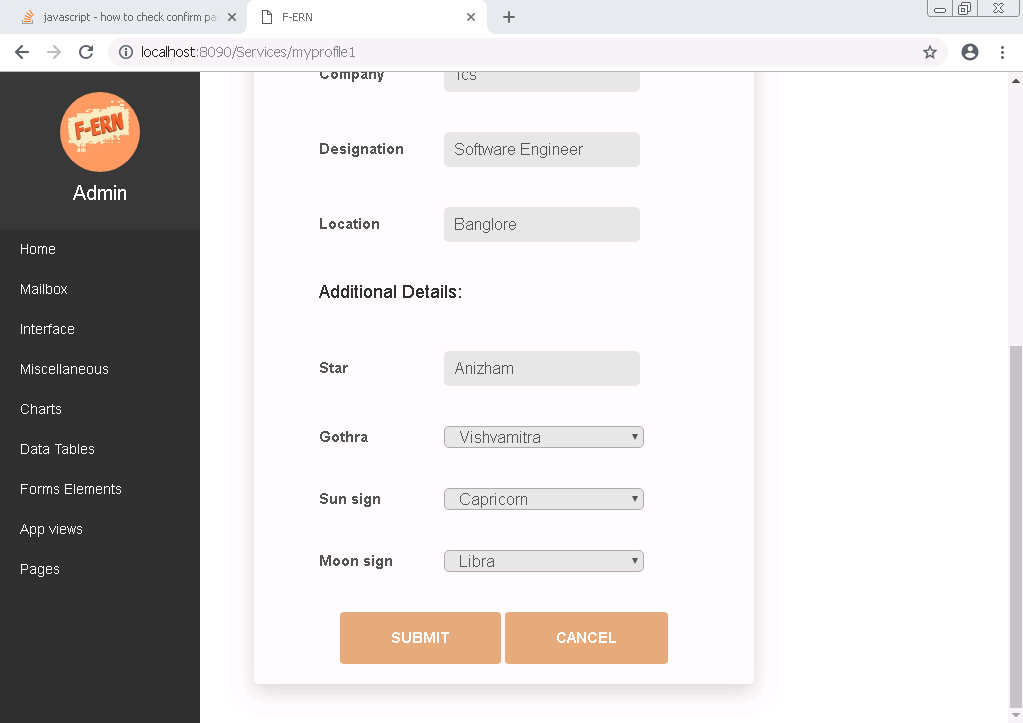 javascript - how to check confirm pa
F-ERN
localhost:8090/Services/myprofile1
F-ERN
Admin
Home
Mailbox
Interface
Miscellaneous
Charts
Data Tables
Forms Elements
App views
Pages
Company
Tcs
Designation
Software Engineer
Location
Banglore
Additional Details:
Star
Anizham
Gothra
Vishvamitra
Sun sign
Capricorn
Moon sign
Libra
SUBMIT
CANCEL